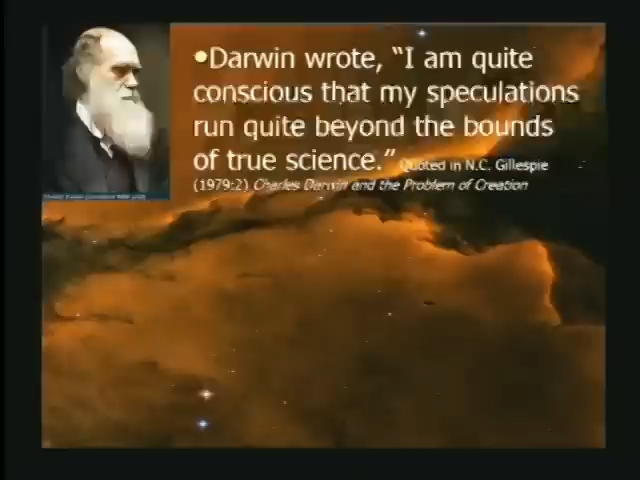 •Darwin wrote, “I am quite
conscious that my speculations
run quite beyond the bounds
of true science.” Quoted in N.C. Gillespie
(1979:2) Charles Darwin and the Problem of Creation